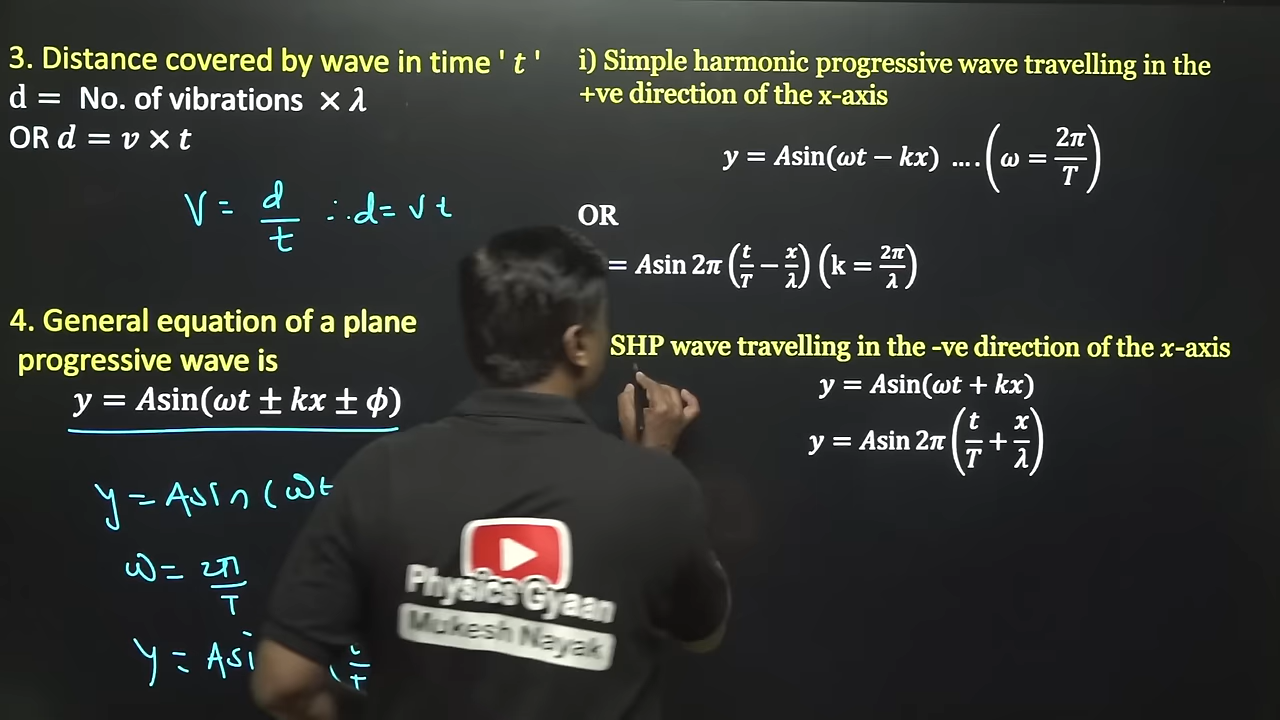 3. Distance covered by wave in time ' t '
d = No. of vibrations × λ
OR d = v × t
V = d/t ∴ d = v t
4. General equation of a plane
progressive wave is
y = Asin(ωt ± kx ± ϕ)
y = Asin (ωt
ω = 2π/T
y = Asi
i) Simple harmonic progressive wave travelling in the
+ve direction of the x-axis
y = Asin(ωt − kx) .... (ω = 2π/T)
OR
= Asin 2π (t/T − x/λ) (k = 2π/λ)
SHP wave travelling in the -ve direction of the x-axis
y = Asin(ωt + kx)
y = Asin 2π (t/T + x/λ)
Physics Gyaan
Mukesh Nayak